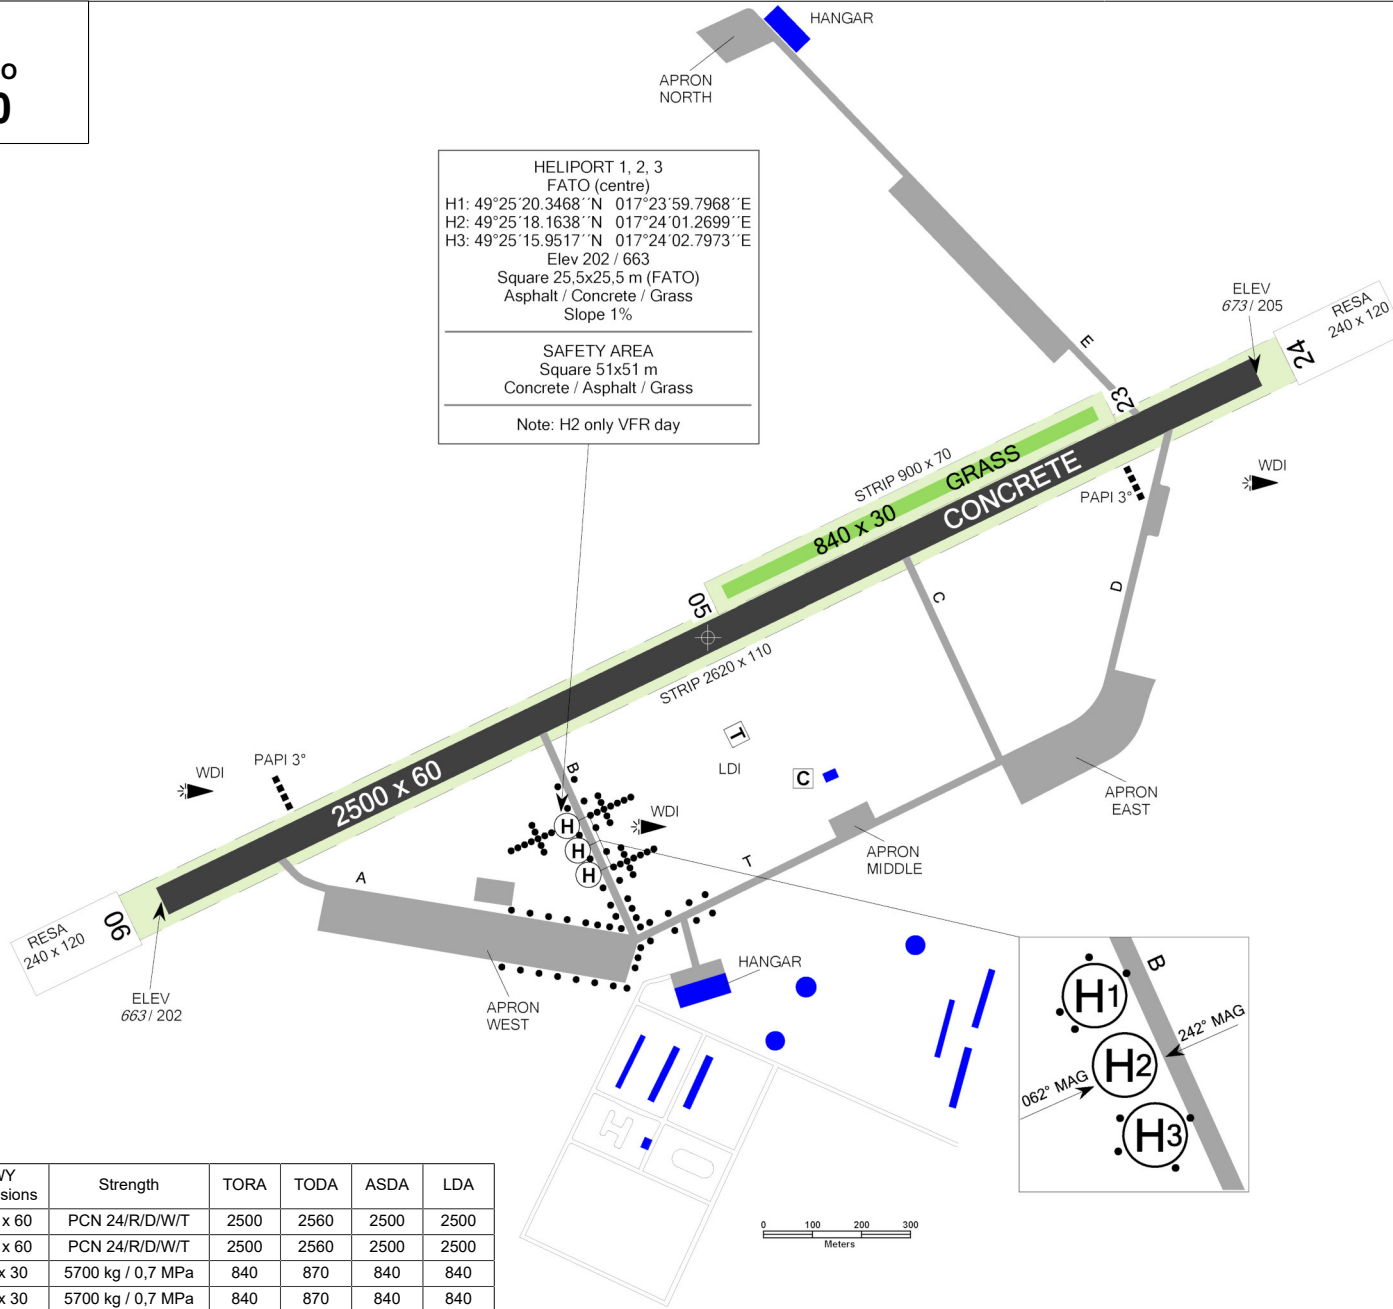 O
0
HANGAR
APRON
NORTH
HELIPORT 1, 2, 3
FATO (centre)
H1: 49°25´20.3468´´N 017°23´59.7968´´E
H2: 49°25´18.1638´´N 017°24´01.2699´´E
H3: 49°25´15.9517´´N 017°24´02.7973´´E
Elev 202 / 663
Square 25,5x25,5 m (FATO)
Asphalt / Concrete / Grass
Slope 1%
SAFETY AREA
Square 51x51 m
Concrete / Asphalt / Grass
Note: H2 only VFR day
ELEV
673 / 205
RESA
240 x 120
24
E
23
STRIP 900 x 70
GRASS
840 x 30
CONCRETE
PAPI 3°
WDI
05
C
D
STRIP 2620 x 110
T
LDI
C
WDI
PAPI 3°
2500 x 60
B
H
H
H
WDI
APRON
EAST
APRON
MIDDLE
T
A
06
RESA
240 x 120
ELEV
663 / 202
APRON
WEST
HANGAR
B
H1
242° MAG
H2
062° MAG
H3
WY
sions
Strength
TORA
TODA
ASDA
LDA
x 60
PCN 24/R/D/W/T
2500
2560
2500
2500
x 60
PCN 24/R/D/W/T
2500
2560
2500
2500
x 30
5700 kg / 0,7 MPa
840
870
840
840
x 30
5700 kg / 0,7 MPa
840
870
840
840
0 100 200 300
Meters